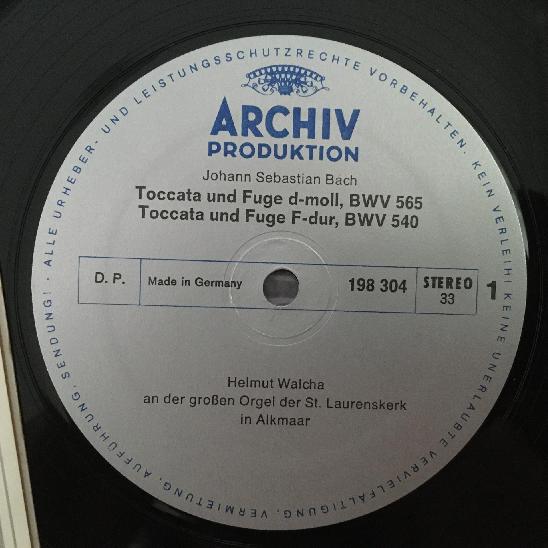 ALLE URHEBER- UND LEISTUNGSSCHUTZRECHTE VORBEHALTEN· KEIN VERLEIH! KEINE UNERLAUBTE VERVIELFÄLTIGUNG, VERMIETUNG, AUFFÜHRUNG, SENDUNG! ·
ARCHIV
PRODUKTION
Johann Sebastian Bach
Toccata und Fuge d-moll, BWV 565
Toccata und Fuge F-dur, BWV 540
D. P. Made in Germany 198 304 STEREO 33 1
Helmut Walcha
an der großen Orgel der St. Laurenskerk
in Alkmaar